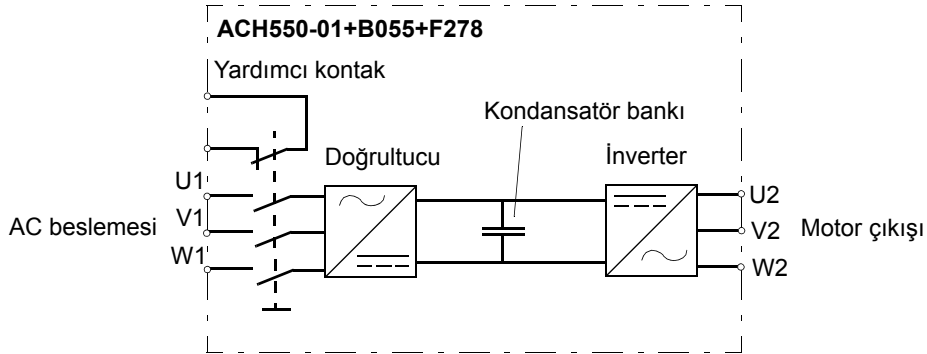 ACH550-01+B055+F278
Yardımcı kontak
Kondansatör bankı
Doğrultucu
İnverter
U1
V1
W1
AC beslemesi
U2
V2
W2
Motor çıkışı